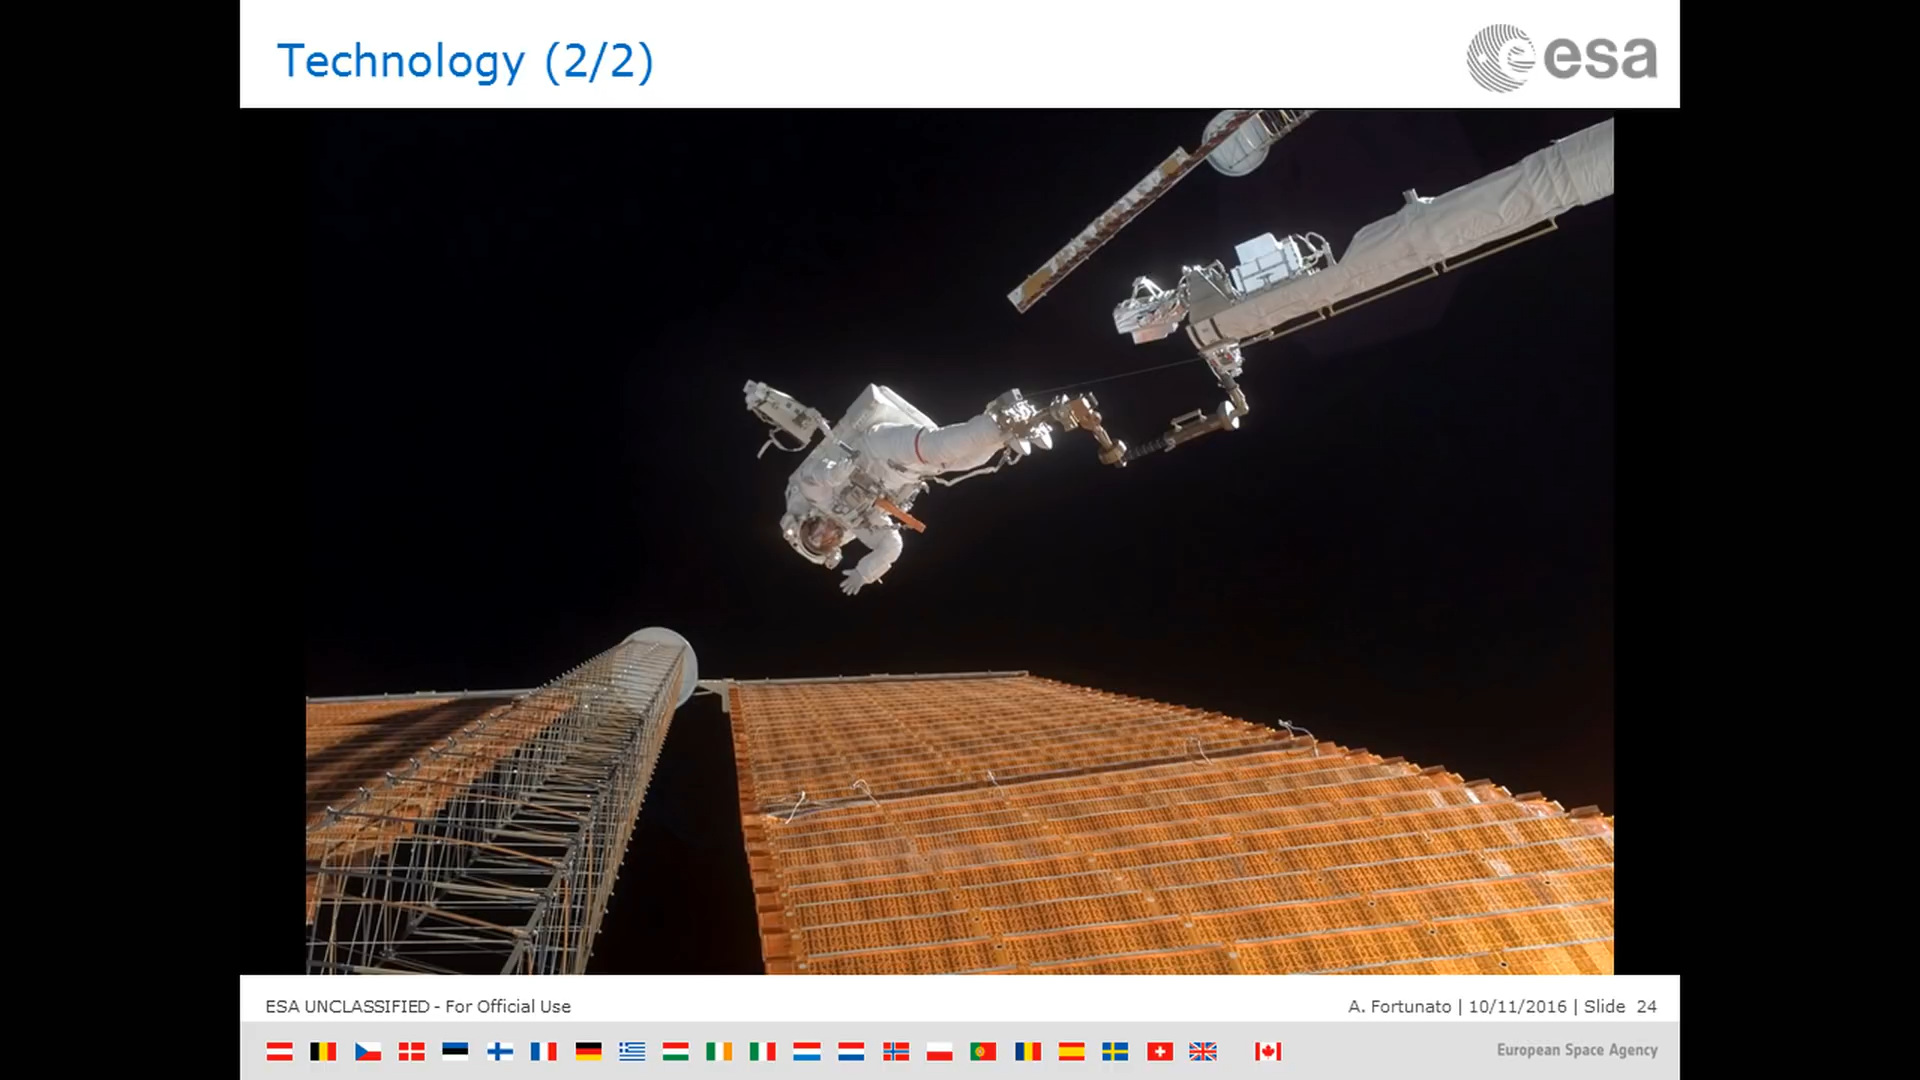 Technology (2/2)
esa
ESA UNCLASSIFIED - For Official Use
A. Fortunato | 10/11/2016 | Slide 24
European Space Agency